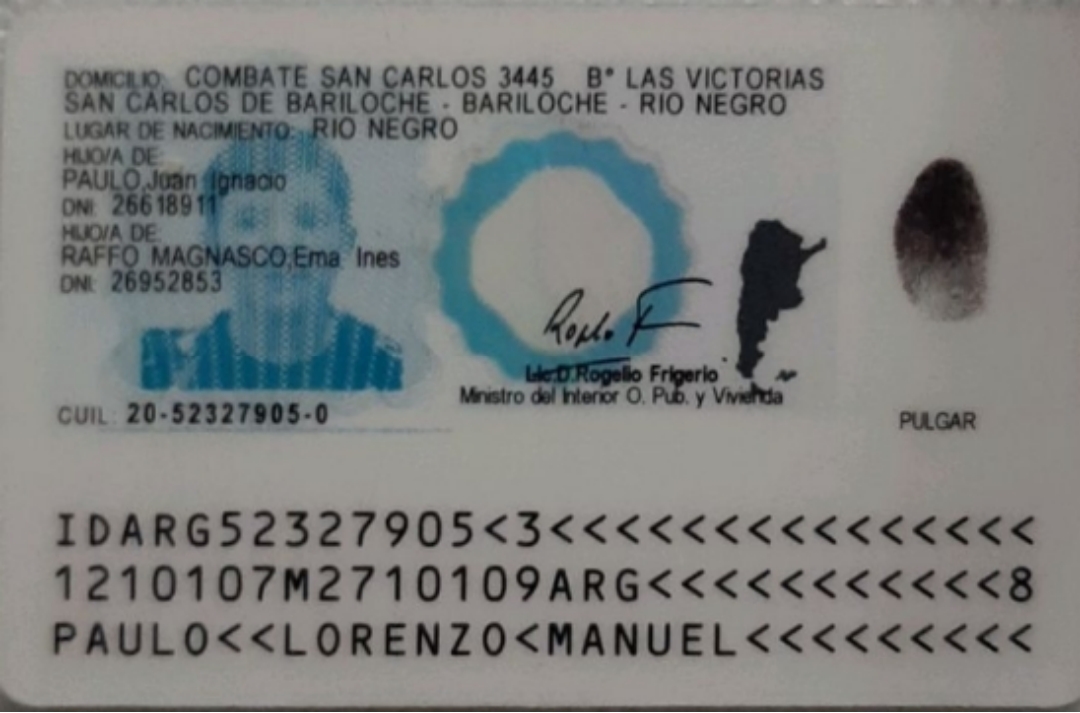 DOMICILIO: COMBATE SAN CARLOS 3445 B° LAS VICTORIAS
SAN CARLOS DE BARILOCHE - BARILOCHE - RIO NEGRO
LUGAR DE NACIMIENTO: RIO NEGRO
HIJO/A DE:
PAULO,Juan Ignacio
DNI: 26618911
HIJO/A DE:
RAFFO MAGNASCO,Ema Ines
DNI: 26952853
Lic.D.Rogelio Frigerio
Ministro del Interior O. Pub. y Vivienda
CUIL: 20-52327905-0
PULGAR
IDARG52327905<3<<<<<<<<<<<<<<<
1210107M2710109ARG<<<<<<<<<<<8
PAULO<<LORENZO<MANUEL<<<<<<<<<